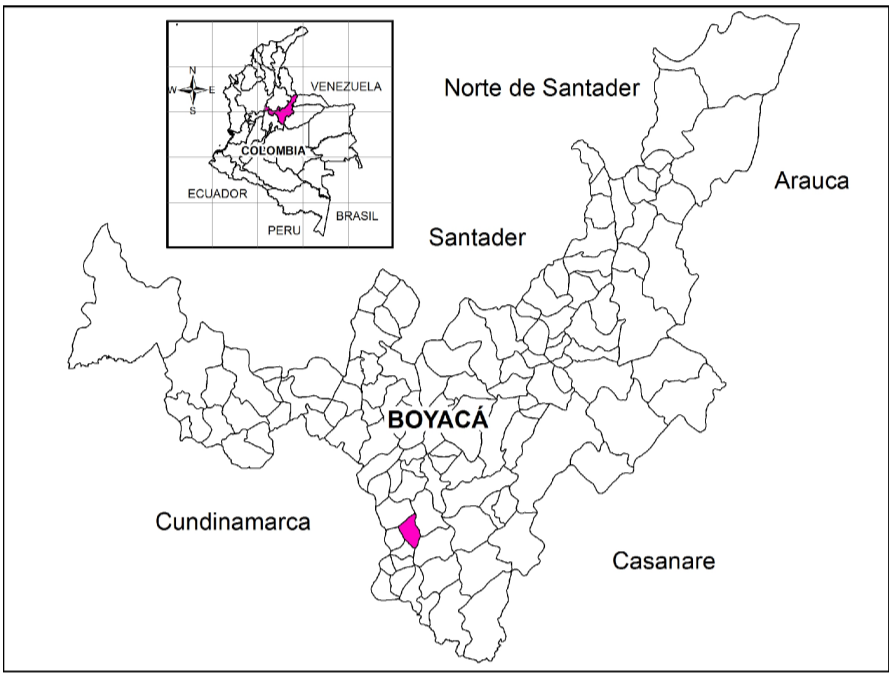 N
W E
S
VENEZUELA
COLOMBIA
ECUADOR
BRASIL
PERU
Norte de Santader
Arauca
Santader
BOYACÁ
Cundinamarca
Casanare